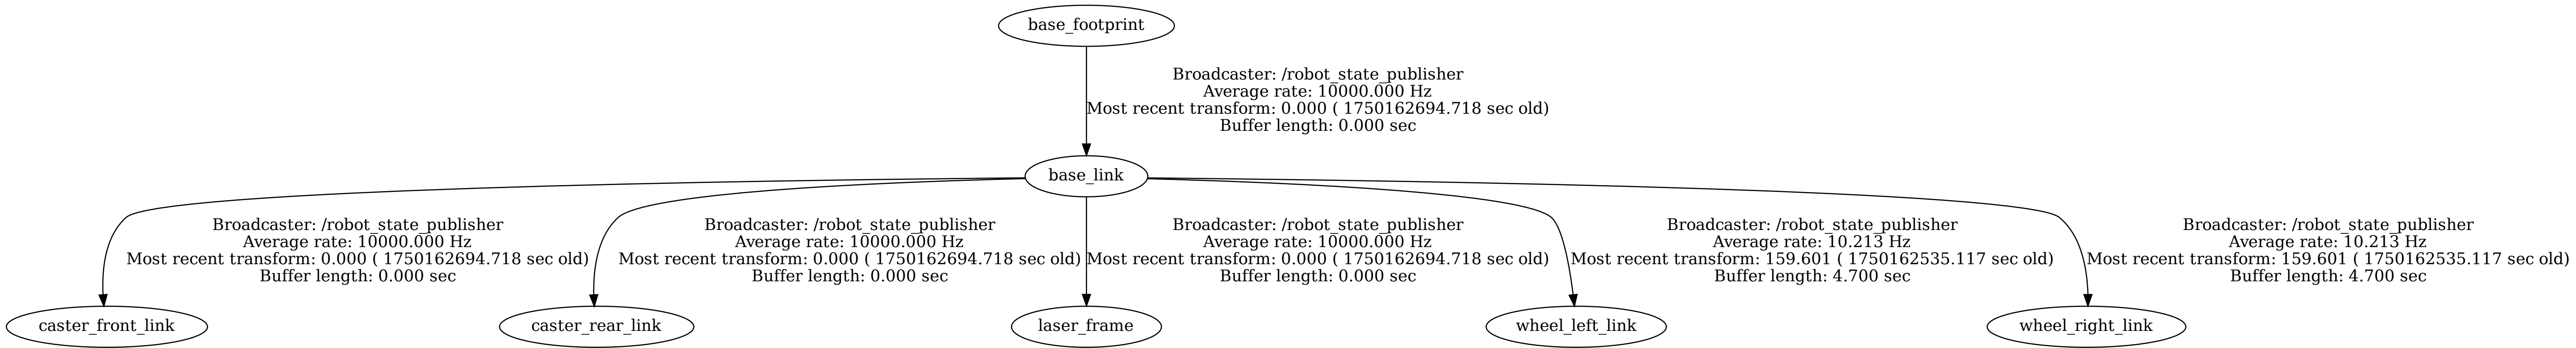 base_footprint
Broadcaster: /robot_state_publisher
Average rate: 10000.000 Hz
Most recent transform: 0.000 ( 1750162694.718 sec old)
Buffer length: 0.000 sec
base_link
Broadcaster: /robot_state_publisher
Average rate: 10000.000 Hz
Most recent transform: 0.000 ( 1750162694.718 sec old)
Buffer length: 0.000 sec
Broadcaster: /robot_state_publisher
Average rate: 10000.000 Hz
Most recent transform: 0.000 ( 1750162694.718 sec old)
Buffer length: 0.000 sec
Broadcaster: /robot_state_publisher
Average rate: 10000.000 Hz
Most recent transform: 0.000 ( 1750162694.718 sec old)
Buffer length: 0.000 sec
Broadcaster: /robot_state_publisher
Average rate: 10.213 Hz
Most recent transform: 159.601 ( 1750162535.117 sec old)
Buffer length: 4.700 sec
Broadcaster: /robot_state_publisher
Average rate: 10.213 Hz
Most recent transform: 159.601 ( 1750162535.117 sec old)
Buffer length: 4.700 sec
caster_front_link
caster_rear_link
laser_frame
wheel_left_link
wheel_right_link